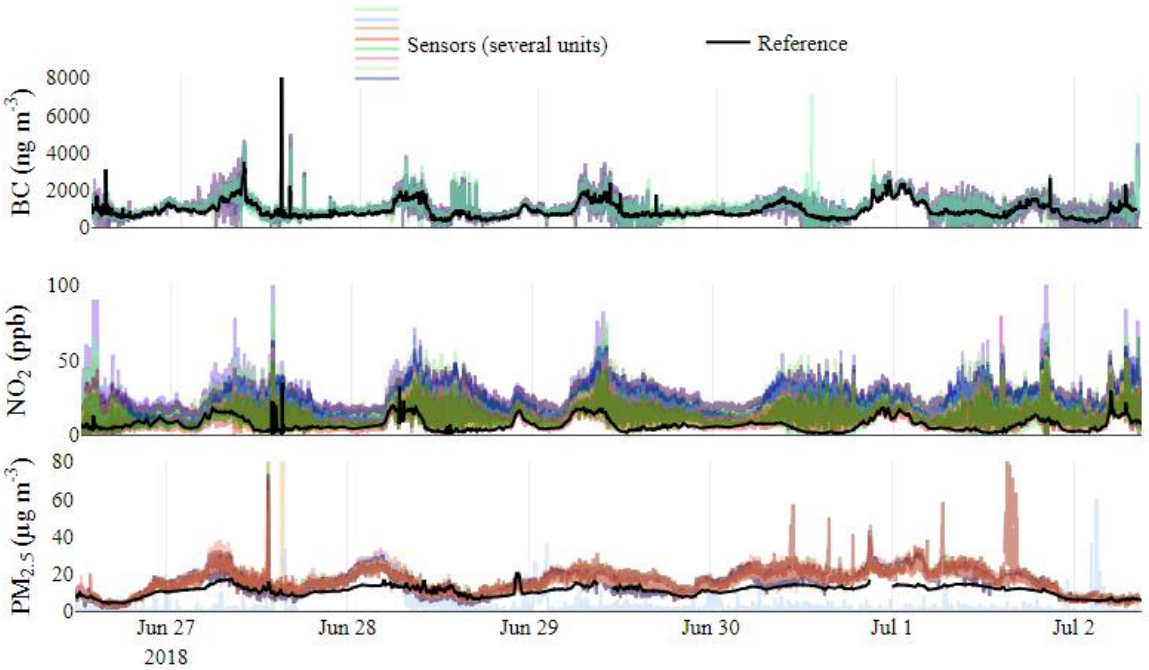 Sensors (several units)
Reference
BC (ng m⁻³)
8000
6000
4000
2000
0
NO₂ (ppb)
100
50
0
PM₂.₅ (µg m⁻³)
80
60
40
20
0
Jun 27 Jun 28 Jun 29 Jun 30 Jul 1 Jul 2
2018